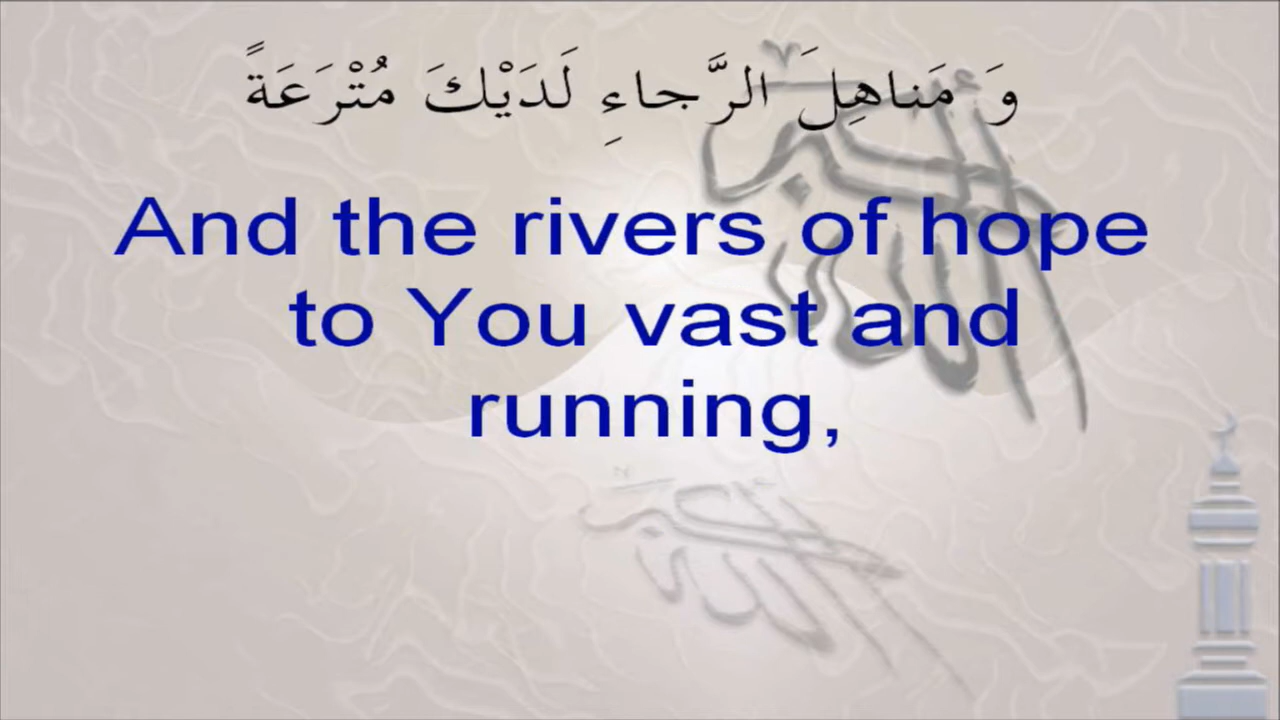 وَ مَناهِلَ الرَّجاءِ لَدَيْكَ مُتْرَعَةً
And the rivers of hope
to You vast and
running,